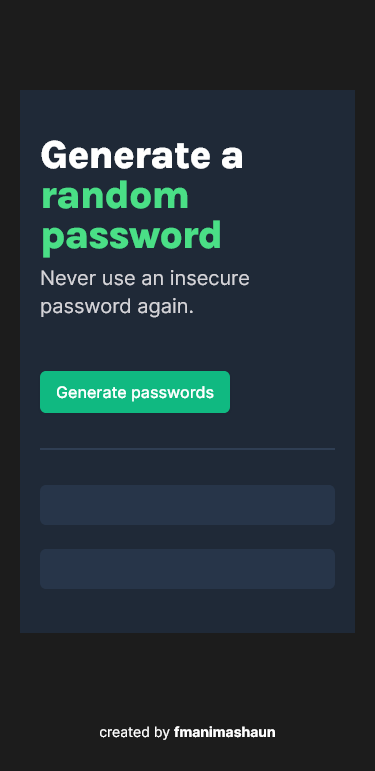 Generate a
random
password
Never use an insecure
password again.
Generate passwords
created by fmanimashaun